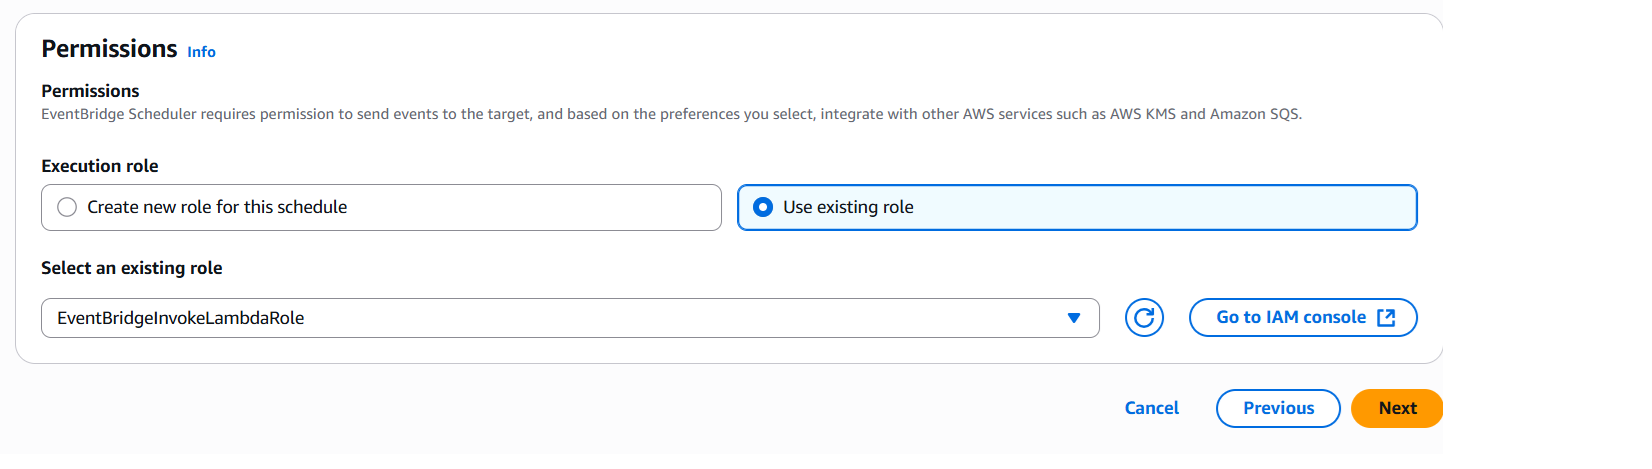 Permissions Info
Permissions
EventBridge Scheduler requires permission to send events to the target, and based on the preferences you select, integrate with other AWS services such as AWS KMS and Amazon SQS.
Execution role
Create new role for this schedule
Use existing role
Select an existing role
EventBridgeInvokeLambdaRole
Go to IAM console
Cancel
Previous
Next